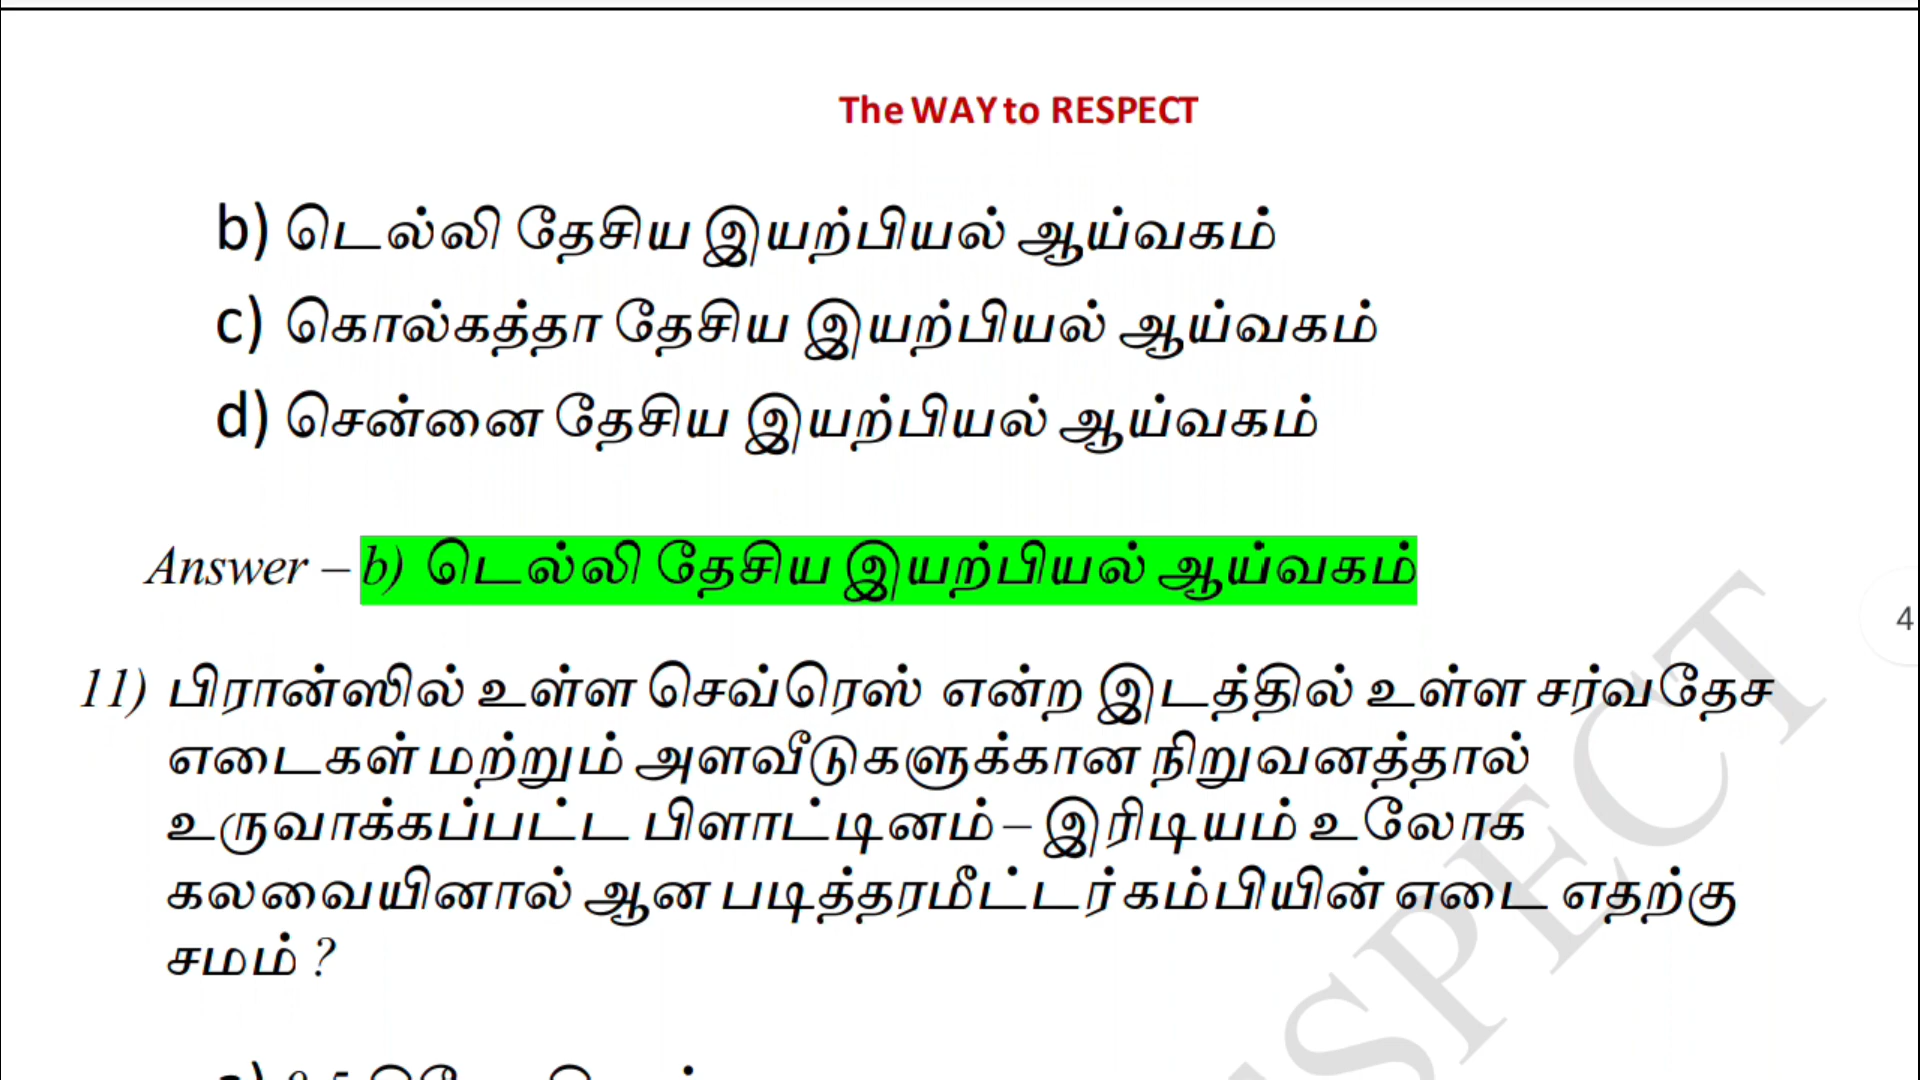 The WAY to RESPECT
b) டெல்லி தேசிய இயற்பியல் ஆய்வகம்
c) கொல்கத்தா தேசிய இயற்பியல் ஆய்வகம்
d) சென்னை தேசிய இயற்பியல் ஆய்வகம்
Answer – b) டெல்லி தேசிய இயற்பியல் ஆய்வகம்
4
11) பிரான்ஸில் உள்ள செவ்ரெஸ் என்ற இடத்தில் உள்ள சர்வதேச
எடைகள் மற்றும் அளவீடுகளுக்கான நிறுவனத்தால்
உருவாக்கப்பட்ட பிளாட்டினம் – இரிடியம் உலோக
கலவையினால் ஆன படித்தரமீட்டர்கம்பியின் எடை எதற்கு
சமம் ?
SPECT